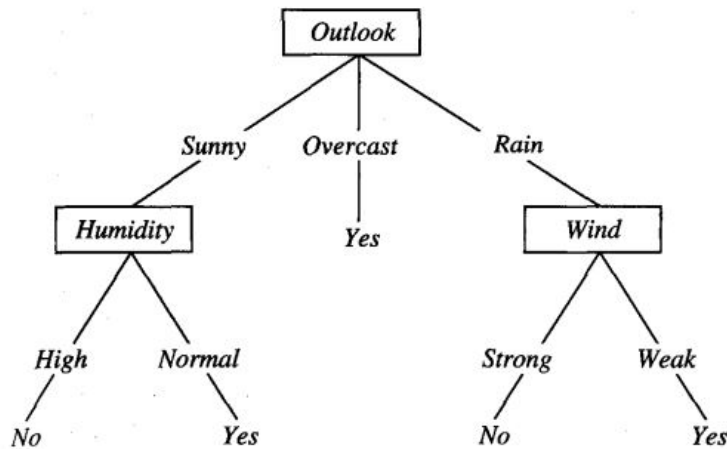 Outlook
Sunny Overcast Rain
Humidity Yes Wind
High Normal Strong Weak
No Yes No Yes